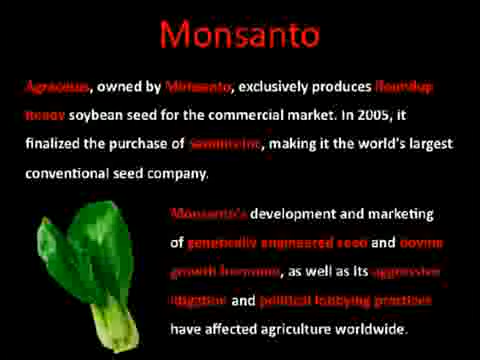 Monsanto
Agracetus, owned by Monsanto, exclusively produces Roundup
Ready soybean seed for the commercial market. In 2005, it
finalized the purchase of Seminis Inc, making it the world's largest
conventional seed company.
Monsanto's development and marketing
of genetically engineered seed and bovine
growth hormone, as well as its aggressive
litigation and political lobbying practices
have affected agriculture worldwide.